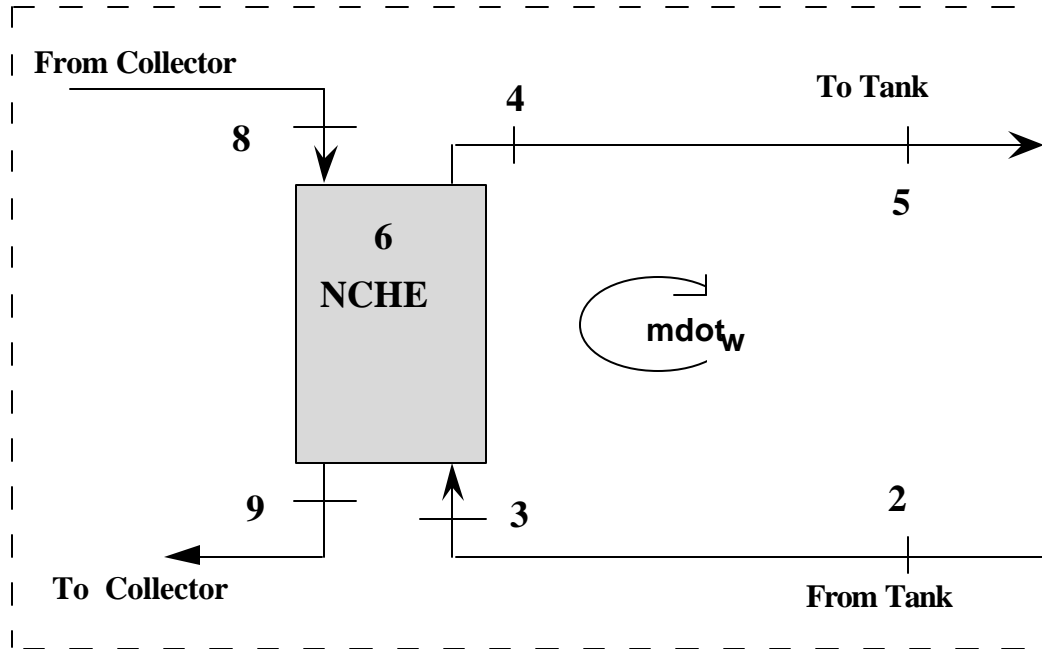 From Collector
8
4
To Tank
5
6
NCHE
mdotw
9
3
2
To Collector
From Tank